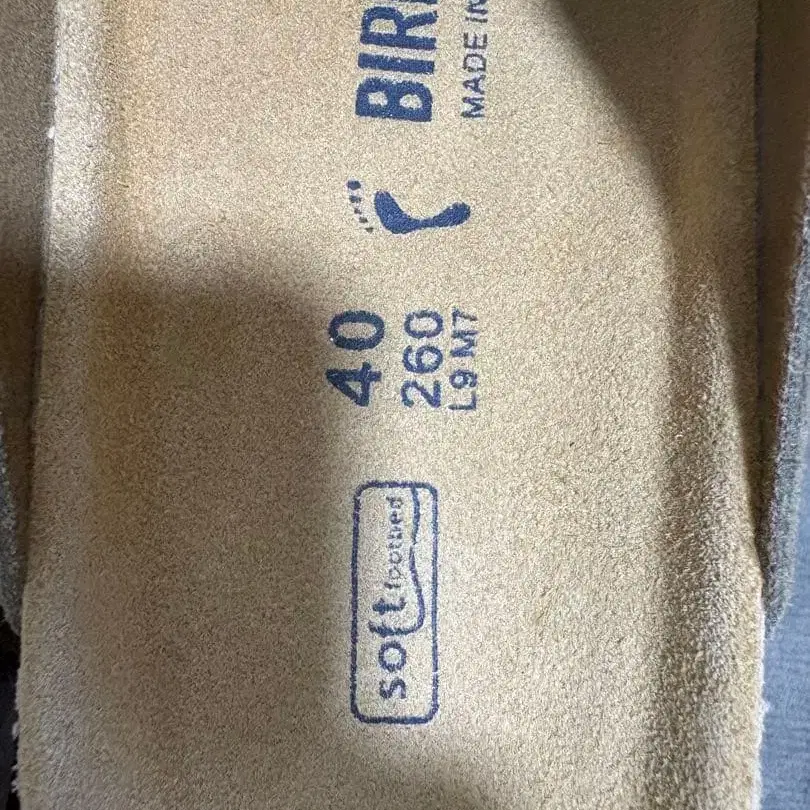 BIR
MADE IN
40
260
L9 M7
soft footbed